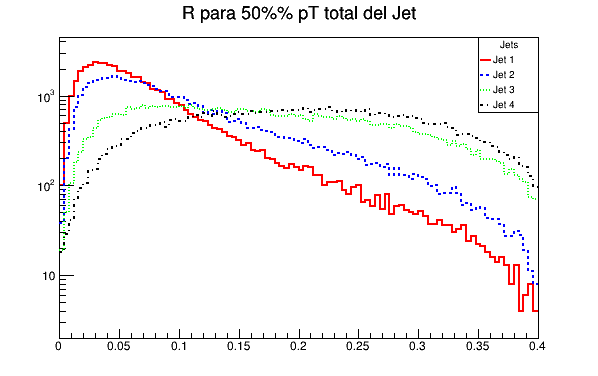 R para 50%% pT total del Jet
Jets
Jet 1
Jet 2
Jet 3
Jet 4
10³
10²
10
0 0.05 0.1 0.15 0.2 0.25 0.3 0.35 0.4